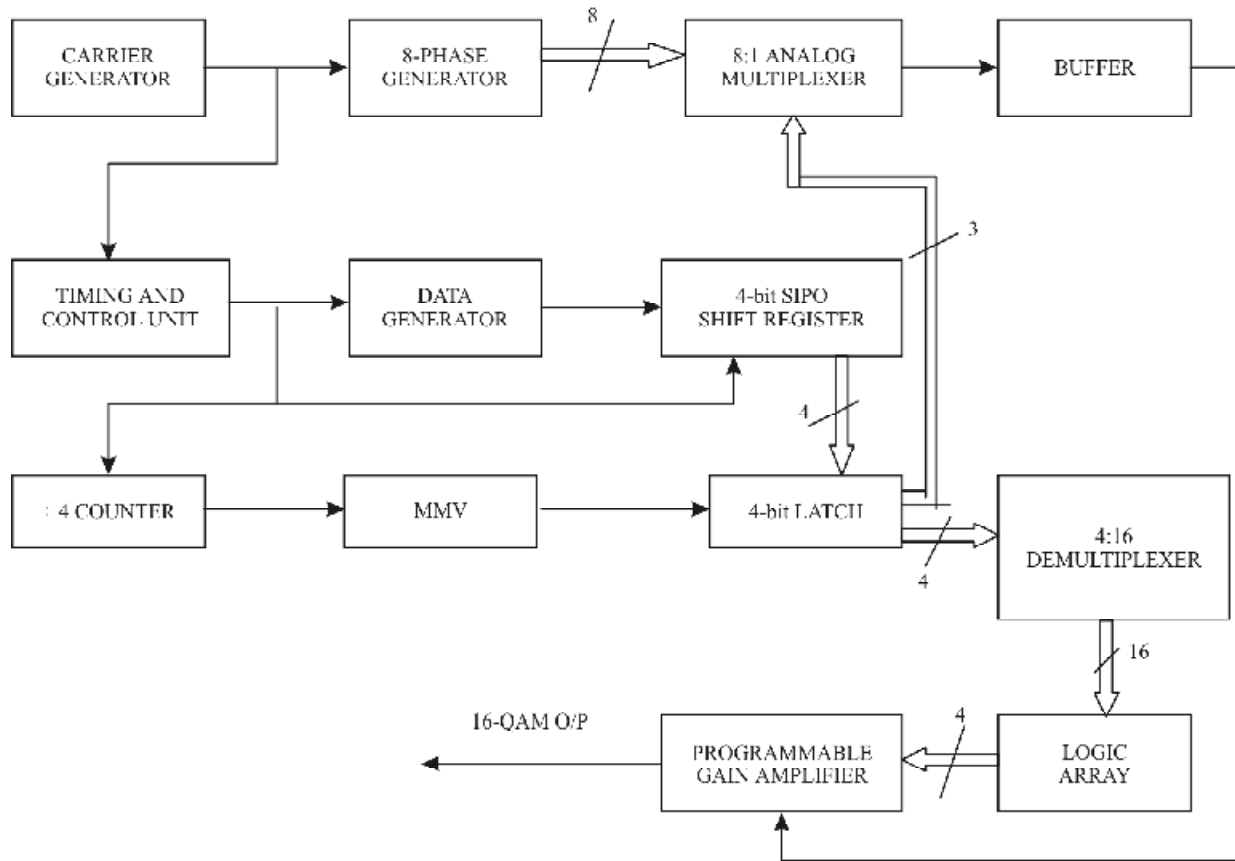 8
CARRIER
GENERATOR
8-PHASE
GENERATOR
8:1 ANALOG
MULTIPLEXER
BUFFER
3
TIMING AND
CONTROL UNIT
DATA
GENERATOR
4-bit SIPO
SHIFT REGISTER
4
: 4 COUNTER
MMV
4-bit LATCH
4
4:16
DEMULTIPLEXER
16
16-QAM O/P
4
PROGRAMMABLE
GAIN AMPLIFIER
LOGIC
ARRAY